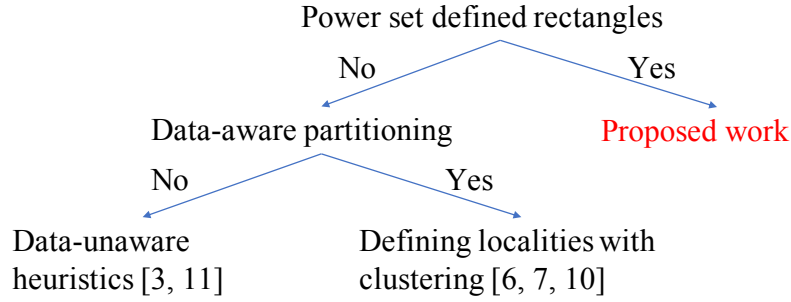 Power set defined rectangles
No
Yes
Data-aware partitioning
Proposed work
No
Yes
Data-unaware
heuristics [3, 11]
Defining localities with
clustering [6, 7, 10]